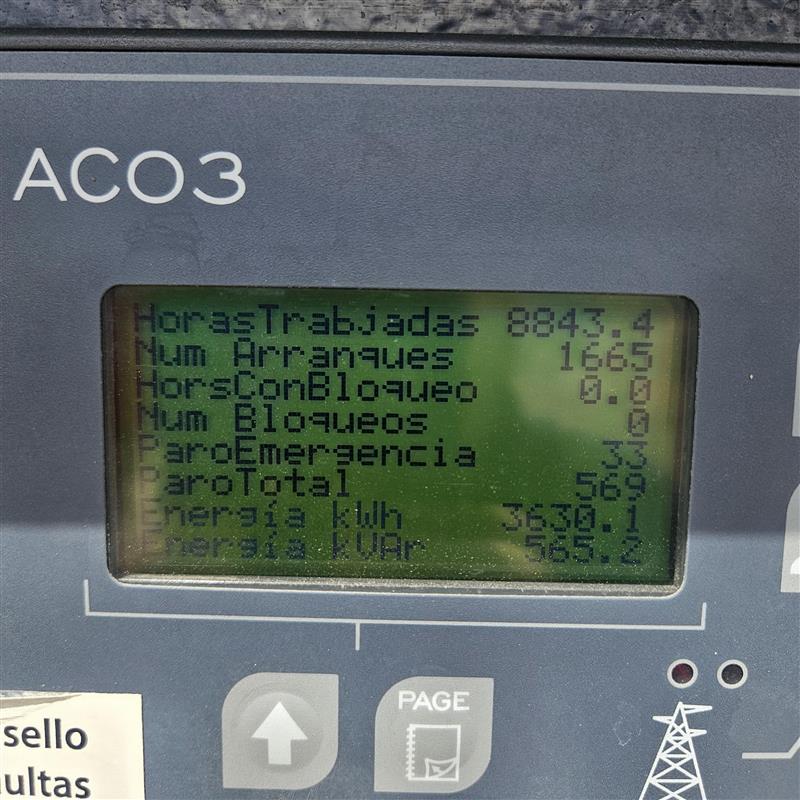 AC03
HorasTrabjadas 8843.4
Num Arranques 1665
HorsConBloqueo 0.0
Num Bloqueos 0
ParoEmergencia 33
ParoTotal 569
Energía kWh 3630.1
Energía kVAr 565.2
PAGE
sello
ultas